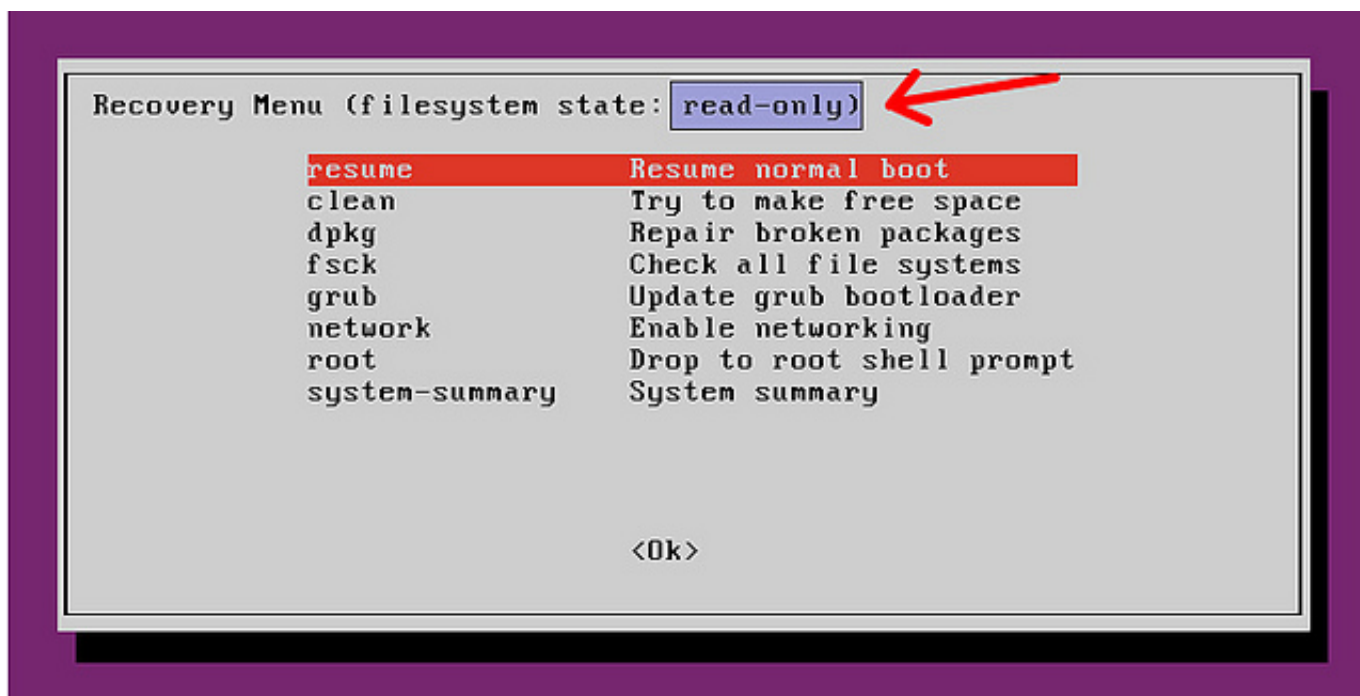 Recovery Menu (filesystem state: read-only)
resume Resume normal boot
clean Try to make free space
dpkg Repair broken packages
fsck Check all file systems
grub Update grub bootloader
network Enable networking
root Drop to root shell prompt
system-summary System summary
<Ok>